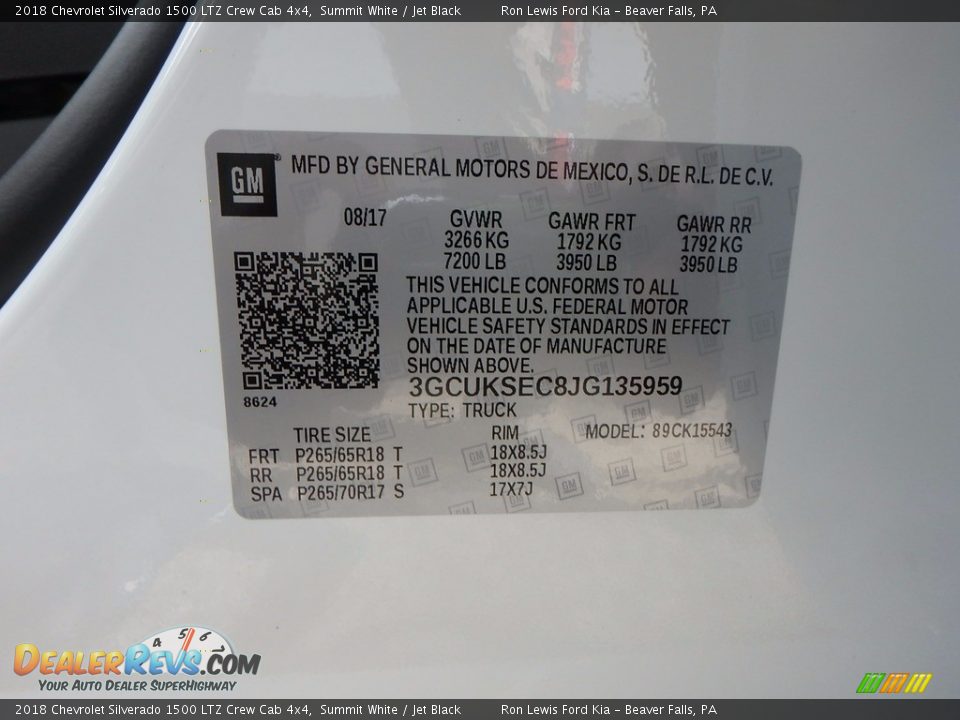 2018 Chevrolet Silverado 1500 LTZ Crew Cab 4x4, Summit White / Jet Black Ron Lewis Ford Kia – Beaver Falls, PA
GM® MFD BY GENERAL MOTORS DE MEXICO, S. DE R.L. DE C.V.
08/17 GVWR GAWR FRT GAWR RR
3266 KG 1792 KG 1792 KG
7200 LB 3950 LB 3950 LB
THIS VEHICLE CONFORMS TO ALL
APPLICABLE U.S. FEDERAL MOTOR
VEHICLE SAFETY STANDARDS IN EFFECT
ON THE DATE OF MANUFACTURE
SHOWN ABOVE.
3GCUKSEC8JG135959
8624
TYPE: TRUCK
TIRE SIZE RIM MODEL: 89CK15543
FRT P265/65R18 T 18X8.5J
RR P265/65R18 T 18X8.5J
SPA P265/70R17 S 17X7J
4 5 6
DEALERREVS.COM
YOUR AUTO DEALER SUPERHIGHWAY
2018 Chevrolet Silverado 1500 LTZ Crew Cab 4x4, Summit White / Jet Black Ron Lewis Ford Kia – Beaver Falls, PA